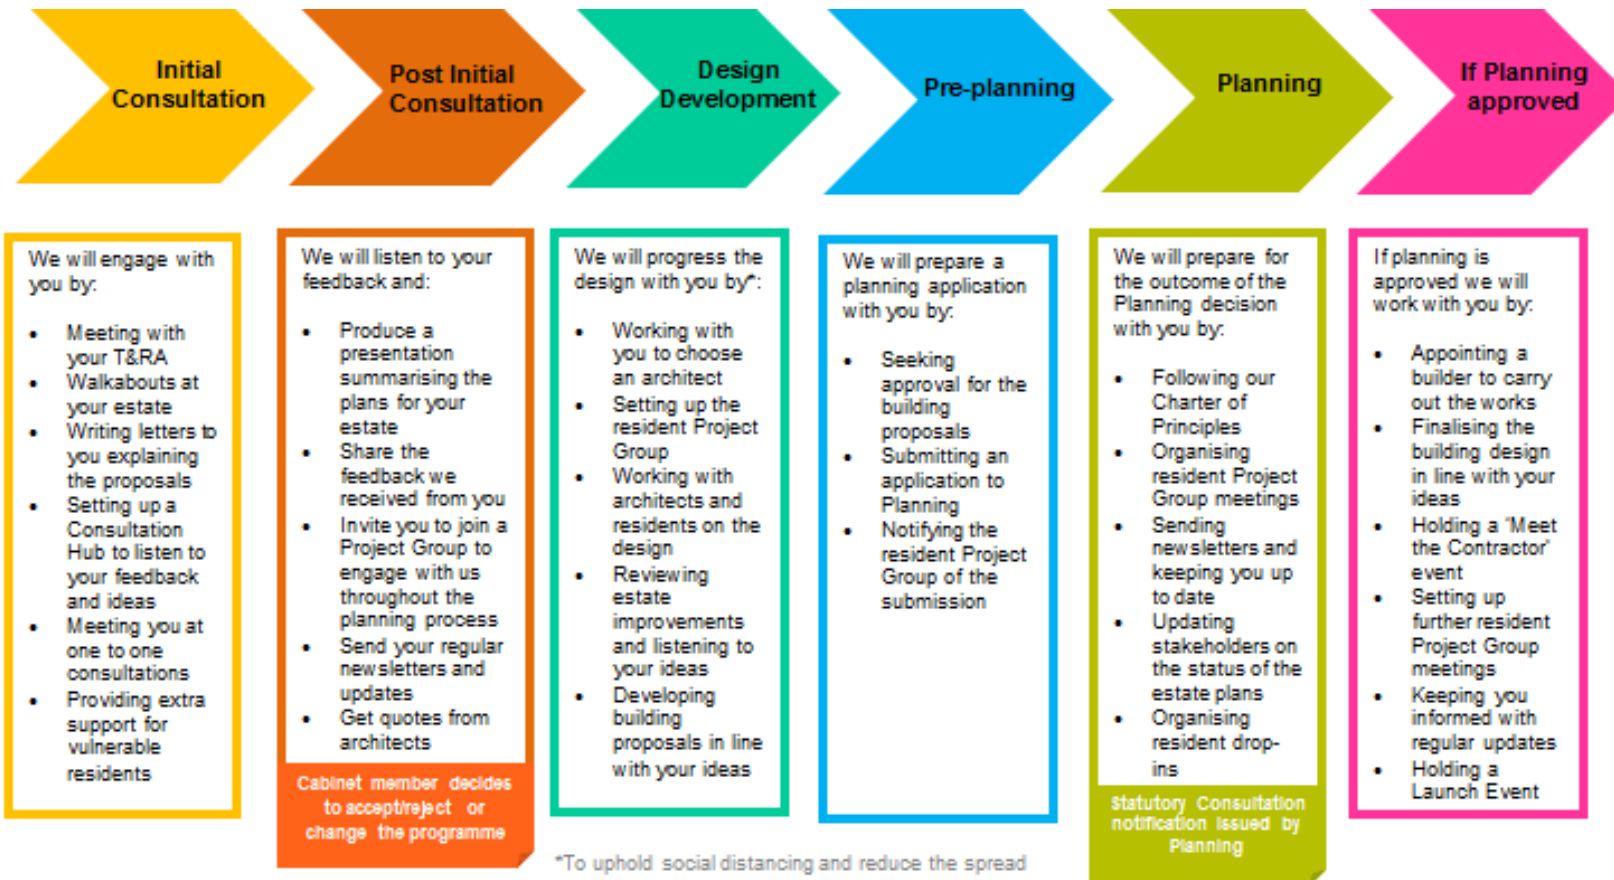 Initial
Consultation
Post Initial
Consultation
Design
Development
Pre-planning
Planning
If Planning
approved
We will engage with
you by:
• Meeting with
your T&RA
• Walkabouts at
your estate
• Writing letters to
you explaining
the proposals
• Setting up a
Consultation
Hub to listen to
your feedback
and ideas
• Meeting you at
one to one
consultations
• Providing extra
support for
vulnerable
residents
We will listen to your
feedback and:
• Produce a
presentation
summarising the
plans for your
estate
• Share the
feedback we
received from you
• Invite you to join a
Project Group to
engage with us
throughout the
planning process
• Send your regular
newsletters and
updates
• Get quotes from
architects
Cabinet member decides
to accept/reject or
change the programme
We will progress the
design with you by*:
• Working with
you to choose
an architect
• Setting up the
resident Project
Group
• Working with
architects and
residents on the
design
• Reviewing
estate
improvements
and listening to
your ideas
• Developing
building
proposals in line
with your ideas
We will prepare a
planning application
with you by:
• Seeking
approval for the
building
proposals
• Submitting an
application to
Planning
• Notifying the
resident Project
Group of the
submission
We will prepare for
the outcome of the
Planning decision
with you by:
• Following our
Charter of
Principles
• Organising
resident Project
Group meetings
• Sending
newsletters and
keeping you up
to date
• Updating
stakeholders on
the status of the
estate plans
• Organising
resident drop-
ins
Statutory Consultation
notification issued by
Planning
If planning is
approved we will
work with you by:
• Appointing a
builder to carry
out the works
• Finalising the
building design
in line with your
ideas
• Holding a 'Meet
the Contractor'
event
• Setting up
further resident
Project Group
meetings
• Keeping you
informed with
regular updates
• Holding a
Launch Event
*To uphold social distancing and reduce the spread